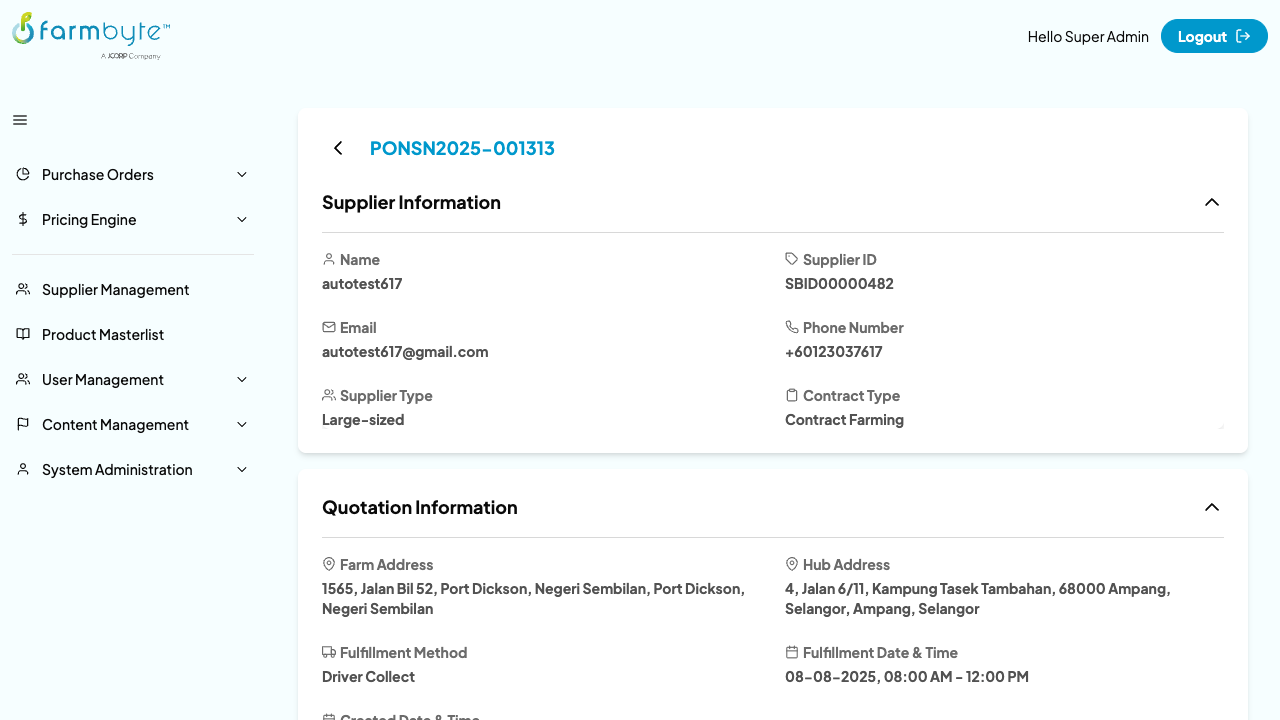 farmbyte™
A JCORP Company
Hello Super Admin
Logout
Purchase Orders
Pricing Engine
Supplier Management
Product Masterlist
User Management
Content Management
System Administration
PONSN2025-001313
Supplier Information
Name
autotest617
Supplier ID
SBID00000482
Email
autotest617@gmail.com
Phone Number
+60123037617
Supplier Type
Large-sized
Contract Type
Contract Farming
Quotation Information
Farm Address
1565, Jalan Bil 52, Port Dickson, Negeri Sembilan, Port Dickson,
Negeri Sembilan
Hub Address
4, Jalan 6/11, Kampung Tasek Tambahan, 68000 Ampang,
Selangor, Ampang, Selangor
Fulfillment Method
Driver Collect
Fulfillment Date & Time
08-08-2025, 08:00 AM - 12:00 PM
Created Date & Time